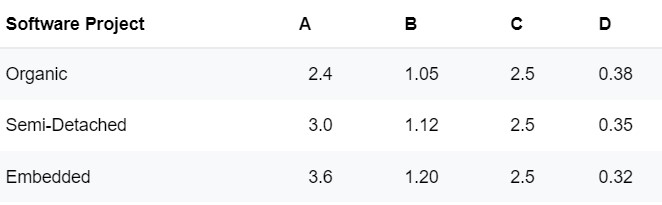 Software Project A B C D
Organic 2.4 1.05 2.5 0.38
Semi-Detached 3.0 1.12 2.5 0.35
Embedded 3.6 1.20 2.5 0.32